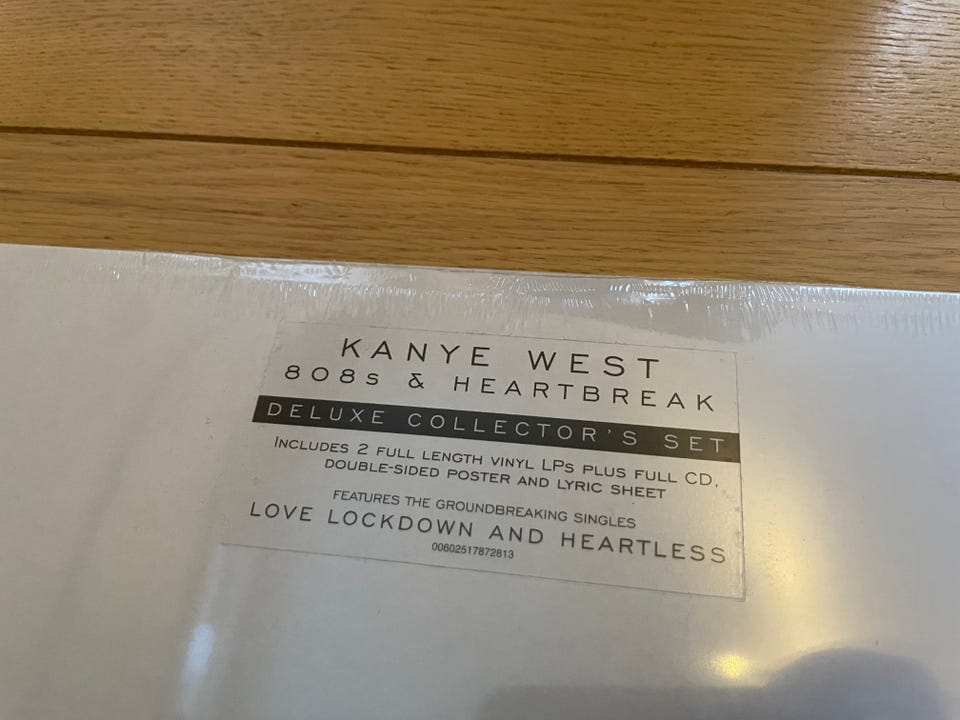 KANYE WEST
808s & HEARTBREAK
DELUXE COLLECTOR'S SET
INCLUDES 2 FULL LENGTH VINYL LPs PLUS FULL CD,
DOUBLE-SIDED POSTER AND LYRIC SHEET
FEATURES THE GROUNDBREAKING SINGLES
LOVE LOCKDOWN AND HEARTLESS
00602517872813